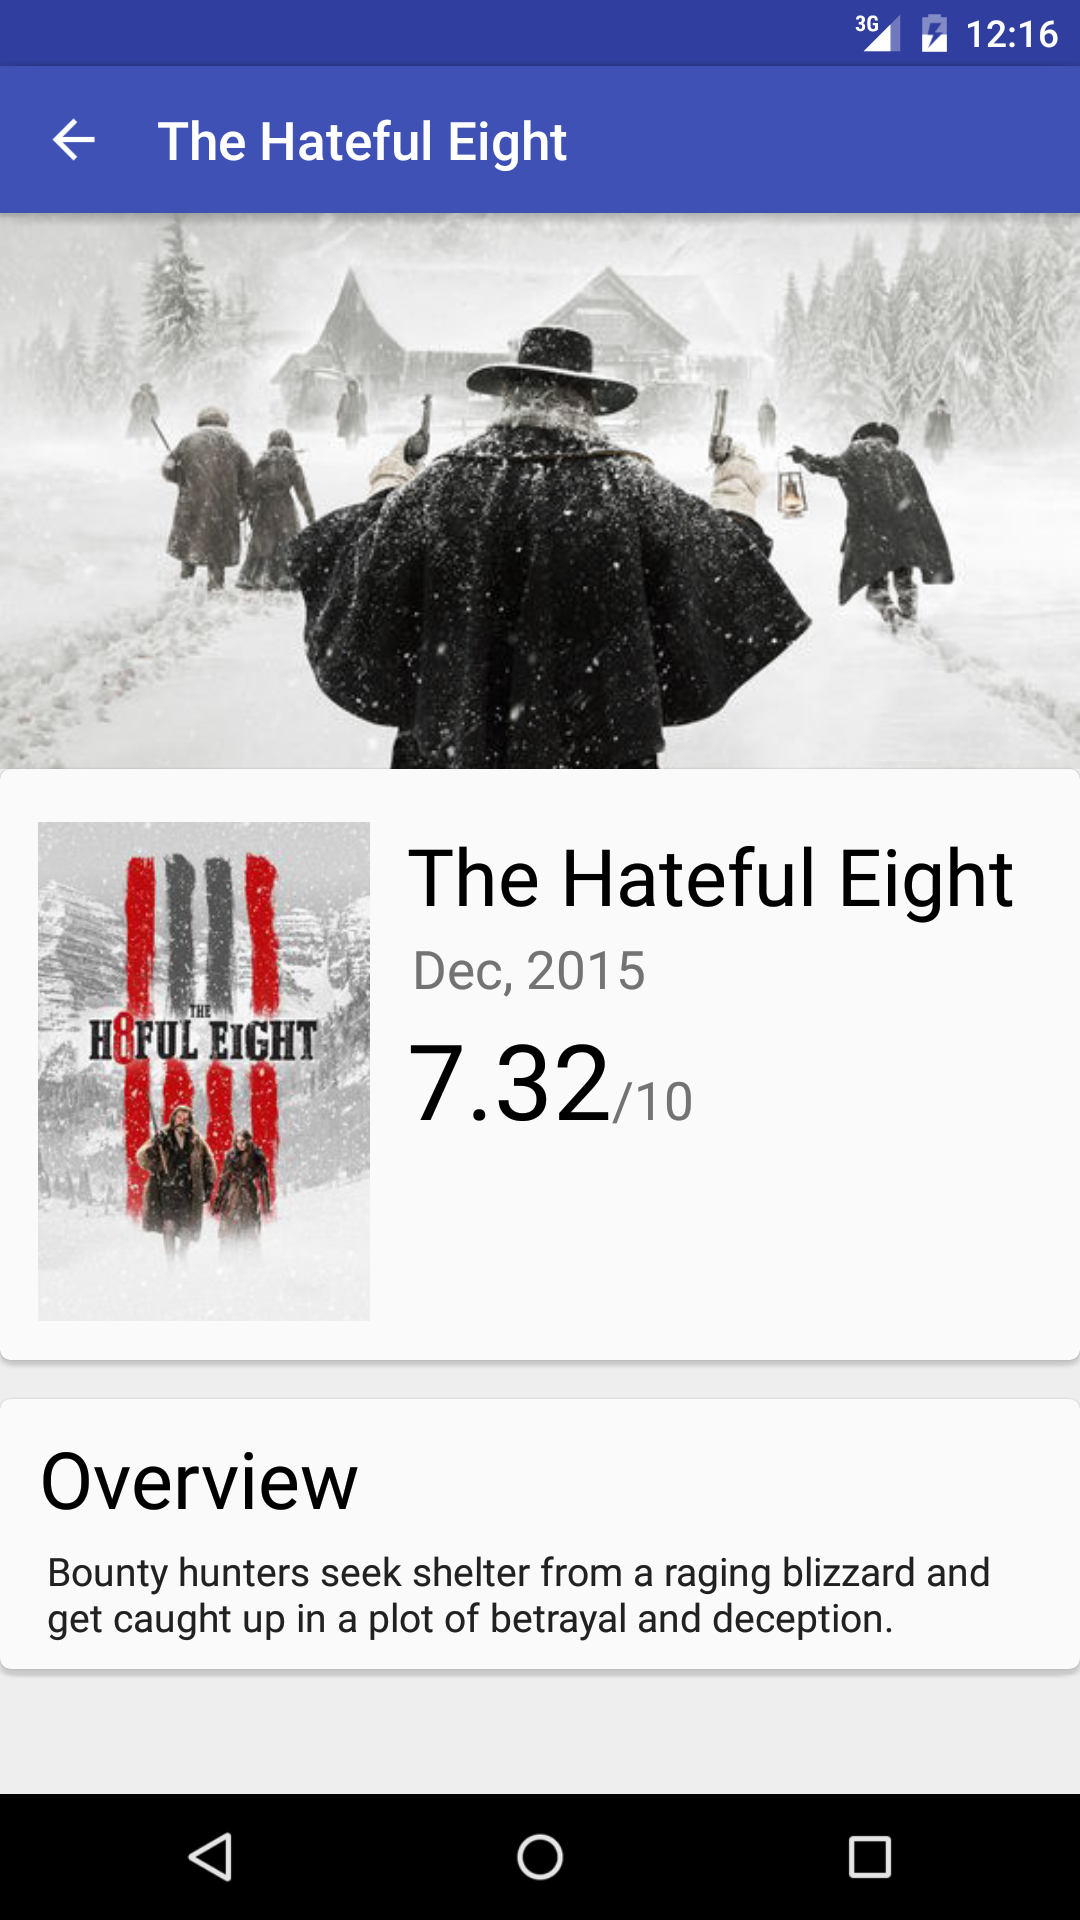 3G 12:16
The Hateful Eight
The Hateful Eight
Dec, 2015
7.32/10
THE
H8FUL EIGHT
Overview
Bounty hunters seek shelter from a raging blizzard and
get caught up in a plot of betrayal and deception.